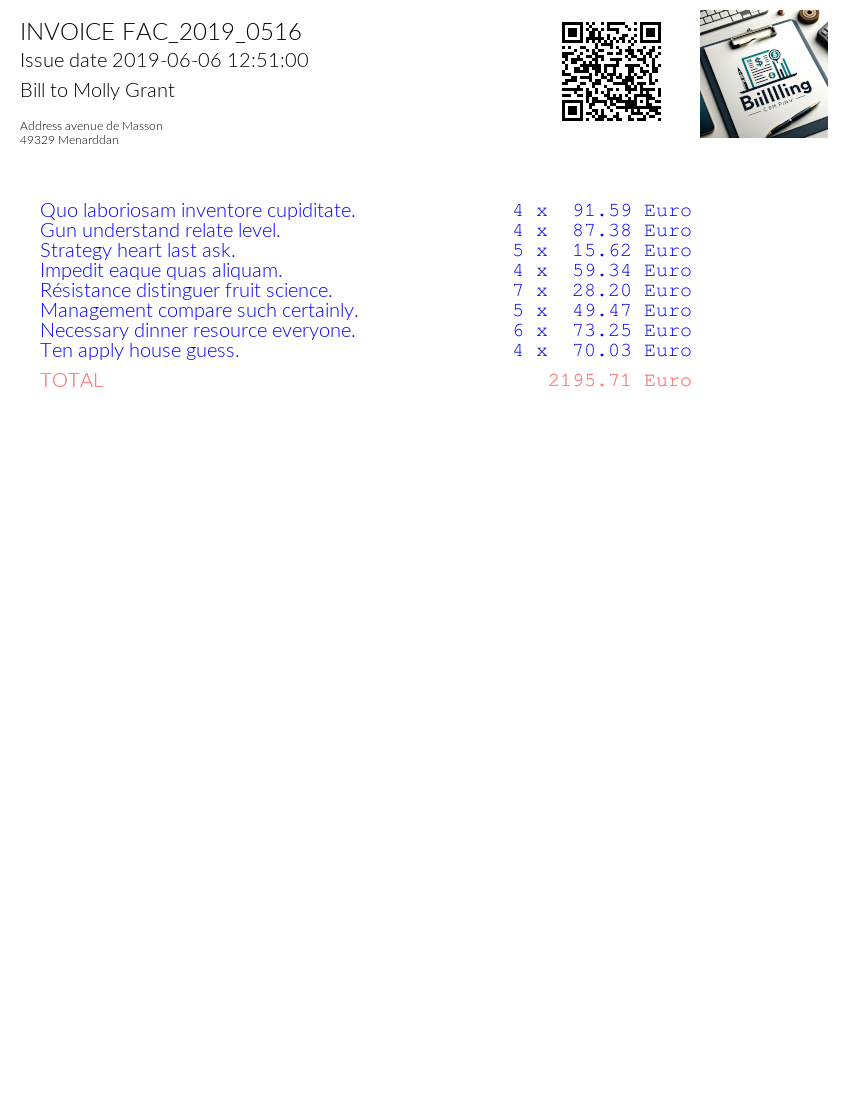 INVOICE FAC_2019_0516
Issue date 2019-06-06 12:51:00
Bill to Molly Grant
Address avenue de Masson
49329 Menarddan
Biilllling
COMPANY
Quo laboriosam inventore cupiditate. 4 x 91.59 Euro
Gun understand relate level. 4 x 87.38 Euro
Strategy heart last ask. 5 x 15.62 Euro
Impedit eaque quas aliquam. 4 x 59.34 Euro
Résistance distinguer fruit science. 7 x 28.20 Euro
Management compare such certainly. 5 x 49.47 Euro
Necessary dinner resource everyone. 6 x 73.25 Euro
Ten apply house guess. 4 x 70.03 Euro
TOTAL 2195.71 Euro